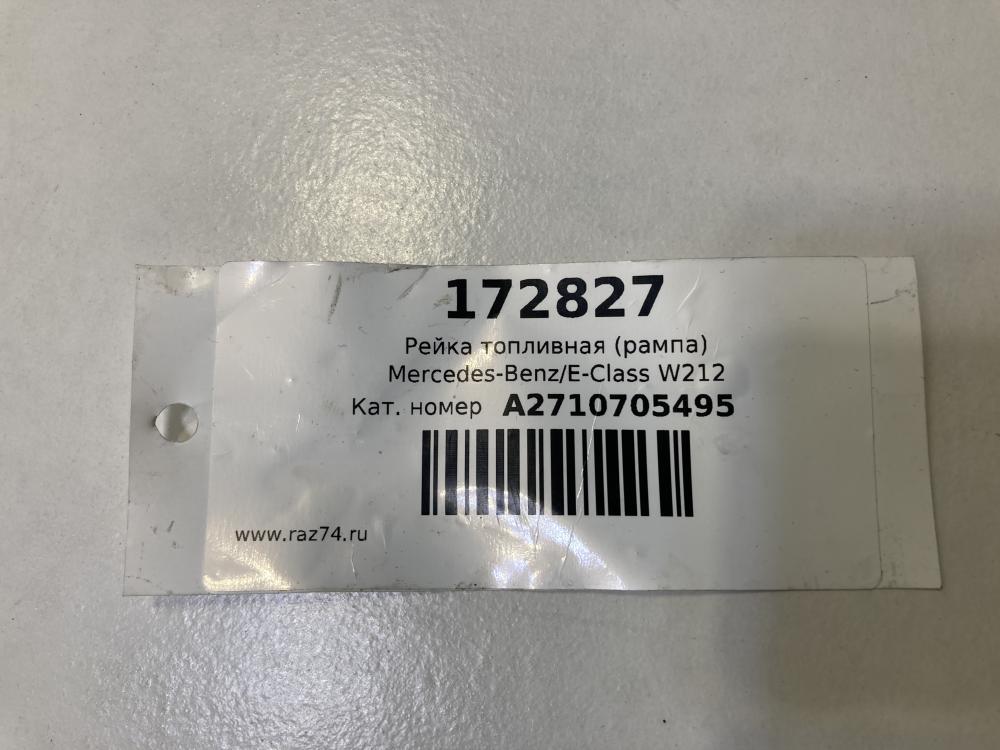 172827
Рейка топливная (рампа)
Mercedes-Benz/E-Class W212
Кат. номер A2710705495
www.raz74.ru